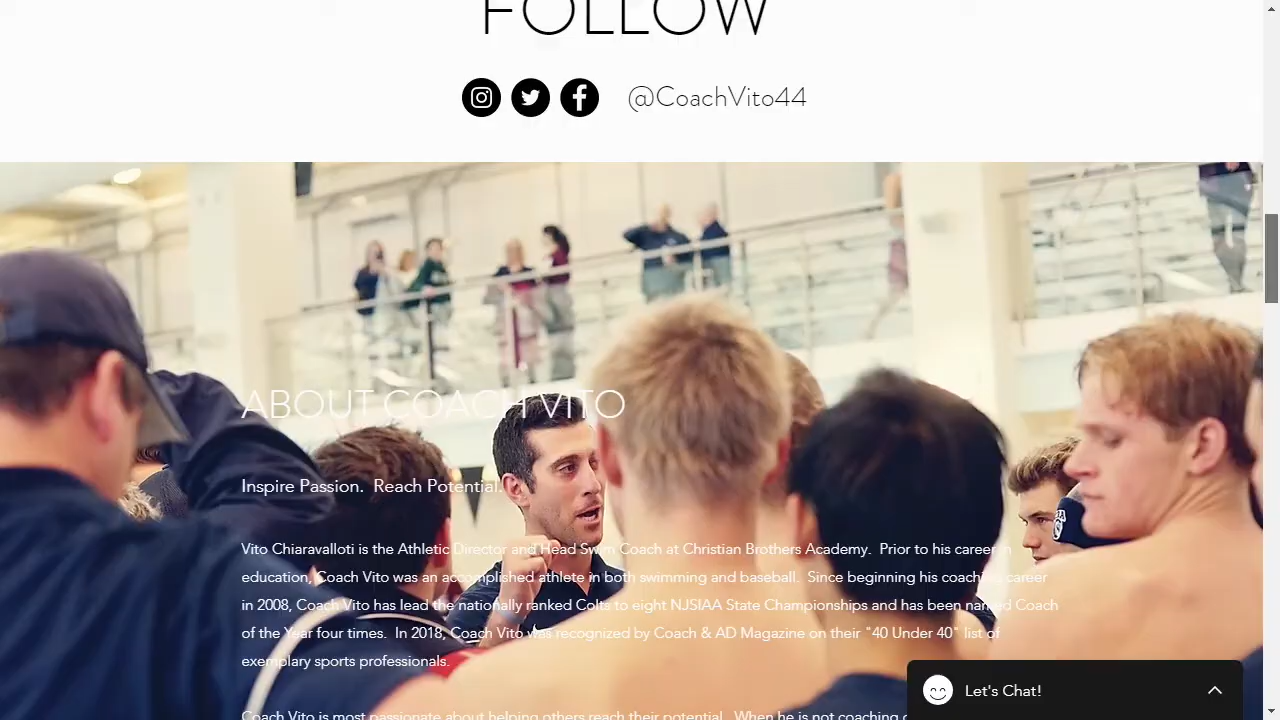 FOLLOW
@CoachVito44
ABOUT COACH VITO
Inspire Passion.  Reach Potential.
Vito Chiaravalloti is the Athletic Director and Head Swim Coach at Christian Brothers Academy.  Prior to his career in
education, Coach Vito was an accomplished athlete in both swimming and baseball.  Since beginning his coaching career
in 2008, Coach Vito has lead the nationally ranked Colts to eight NJSIAA State Championships and has been named Coach
of the Year four times.  In 2018, Coach Vito was recognized by Coach & AD Magazine on their "40 Under 40" list of
exemplary sports professionals.
Let's Chat!
Coach Vito is most passionate about helping others reach their potential.  When he is not coaching